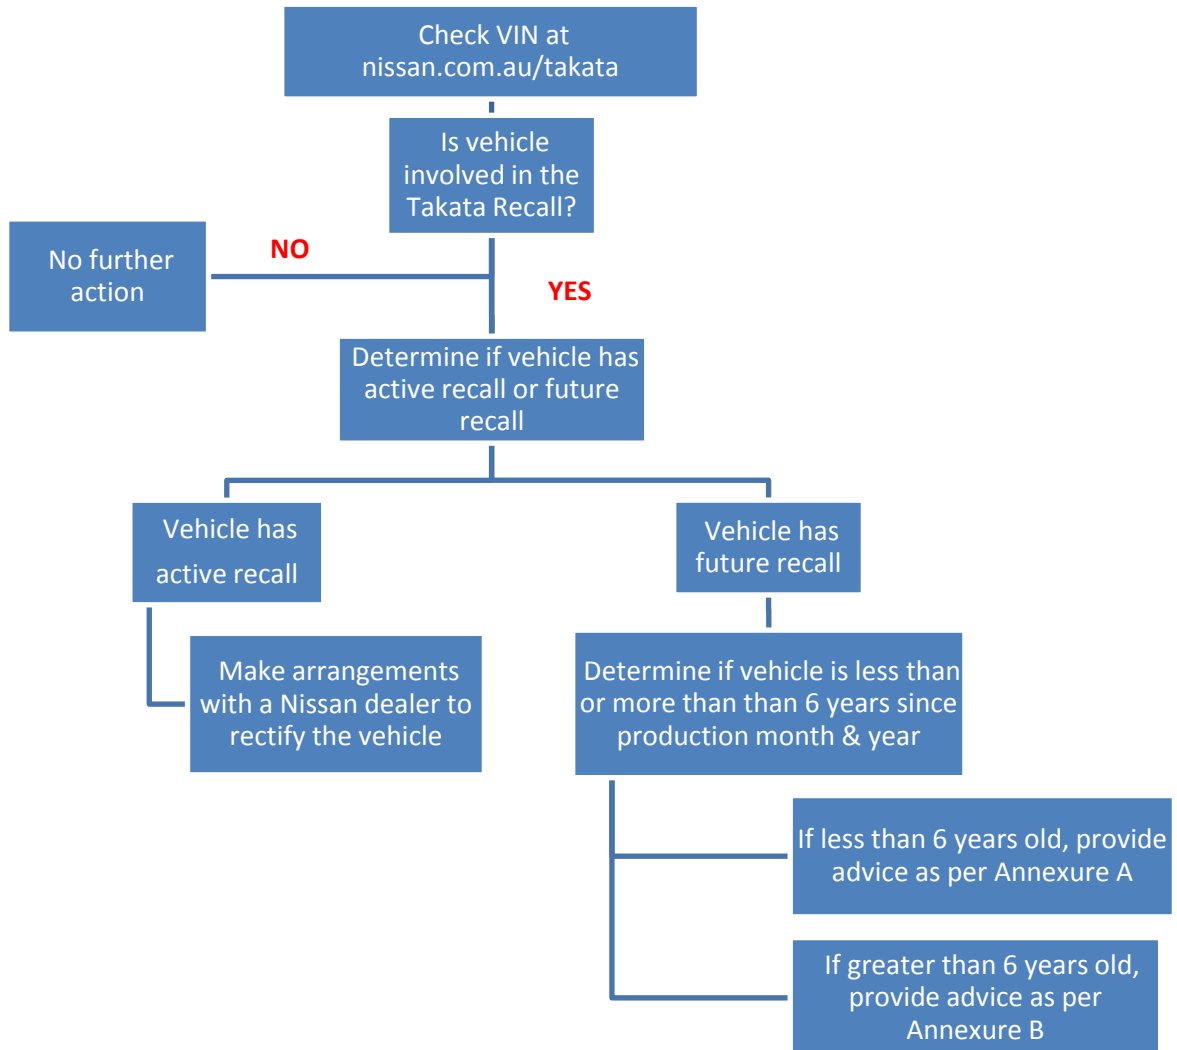 Check VIN at
nissan.com.au/takata
Is vehicle
involved in the
Takata Recall?
NO
No further
action
YES
Determine if vehicle has
active recall or future
recall
Vehicle has
active recall
Vehicle has
future recall
Make arrangements
with a Nissan dealer to
rectify the vehicle
Determine if vehicle is less than
or more than than 6 years since
production month & year
If less than 6 years old, provide
advice as per Annexure A
If greater than 6 years old,
provide advice as per
Annexure B